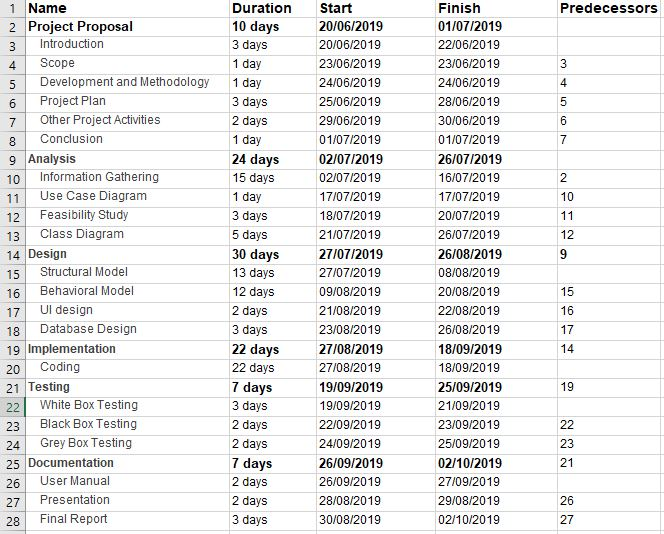 1 Name Duration Start Finish Predecessors
2 Project Proposal 10 days 20/06/2019 01/07/2019
3 Introduction 3 days 20/06/2019 22/06/2019
4 Scope 1 day 23/06/2019 23/06/2019 3
5 Development and Methodology 1 day 24/06/2019 24/06/2019 4
6 Project Plan 3 days 25/06/2019 28/06/2019 5
7 Other Project Activities 2 days 29/06/2019 30/06/2019 6
8 Conclusion 1 day 01/07/2019 01/07/2019 7
9 Analysis 24 days 02/07/2019 26/07/2019
10 Information Gathering 15 days 02/07/2019 16/07/2019 2
11 Use Case Diagram 1 day 17/07/2019 17/07/2019 10
12 Feasibility Study 3 days 18/07/2019 20/07/2019 11
13 Class Diagram 5 days 21/07/2019 26/07/2019 12
14 Design 30 days 27/07/2019 26/08/2019 9
15 Structural Model 13 days 27/07/2019 08/08/2019
16 Behavioral Model 12 days 09/08/2019 20/08/2019 15
17 UI design 2 days 21/08/2019 22/08/2019 16
18 Database Design 3 days 23/08/2019 26/08/2019 17
19 Implementation 22 days 27/08/2019 18/09/2019 14
20 Coding 22 days 27/08/2019 18/09/2019
21 Testing 7 days 19/09/2019 25/09/2019 19
22 White Box Testing 3 days 19/09/2019 21/09/2019
23 Black Box Testing 2 days 22/09/2019 23/09/2019 22
24 Grey Box Testing 2 days 24/09/2019 25/09/2019 23
25 Documentation 7 days 26/09/2019 02/10/2019 21
26 User Manual 2 days 26/09/2019 27/09/2019
27 Presentation 2 days 28/08/2019 29/08/2019 26
28 Final Report 3 days 30/08/2019 02/10/2019 27